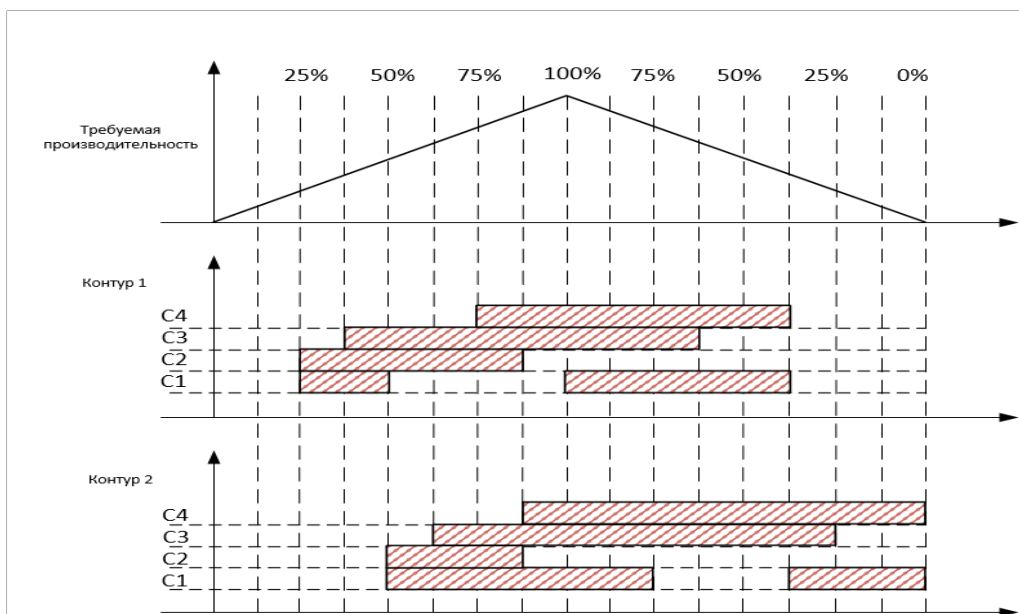 25% 50% 75% 100% 75% 50% 25% 0%
Требуемая
производительность
Контур 1
C4
C3
C2
C1
Контур 2
C4
C3
C2
C1